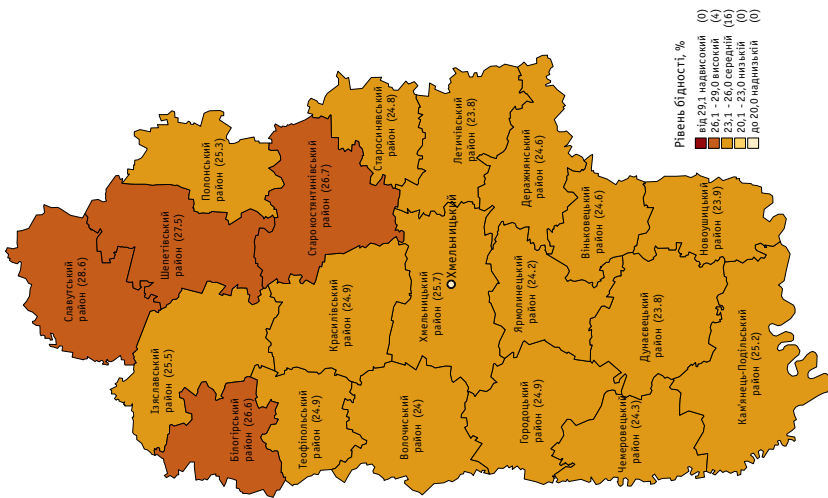 Славутський
район (28.6)
Шепетівський
район (27.5)
Полонський
район (25.3)
Ізяславський
район (25.5)
Білогірський
район (26.6)
Старокостянтинівський
район (26.7)
Старосинявський
район (24.8)
Красилівський
район (24.9)
Теофіпольський
район (24.9)
Летичівський
район (23.8)
Хмельницький
район (25.7)
Хмельницький
Волочиськ
район (24)
Деражнянський
район (24.6)
Ярмолинецький
район (24.2)
Городоцький
район (24.9)
Віньковецький
район (24.6)
Дунаєвецький
район (23.8)
Чемеровецький
район (24.3)
Новоушицький
район (23.9)
Кам'янець-Подільський
район (25.2)
Рівень бідності, %
від 29,1 надвисокий (0)
26,1 - 29,0 високий (4)
23,1 - 26,0 середній (16)
20,1 - 23,0 низькій (0)
до 20,0 наднизькій (0)